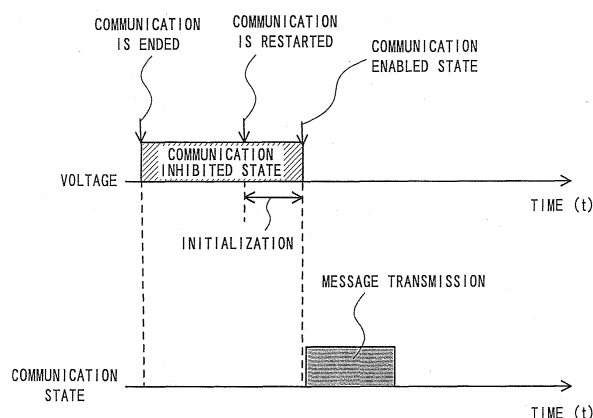 COMMUNICATION
IS ENDED
COMMUNICATION
IS RESTARTED
COMMUNICATION
ENABLED STATE
COMMUNICATION
INHIBITED STATE
VOLTAGE
TIME (t)
INITIALIZATION
MESSAGE TRANSMISSION
COMMUNICATION
STATE
TIME (t)